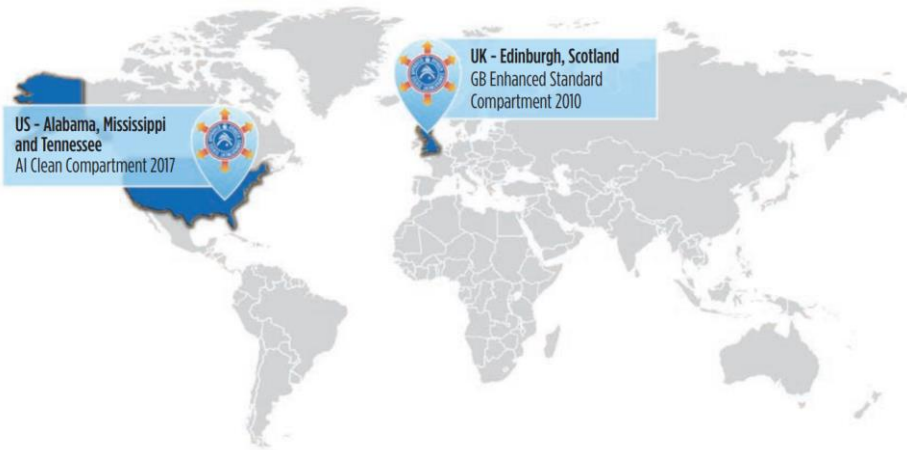 US - Alabama, Mississippi
and Tennessee
AI Clean Compartment 2017
UK - Edinburgh, Scotland
GB Enhanced Standard
Compartment 2010